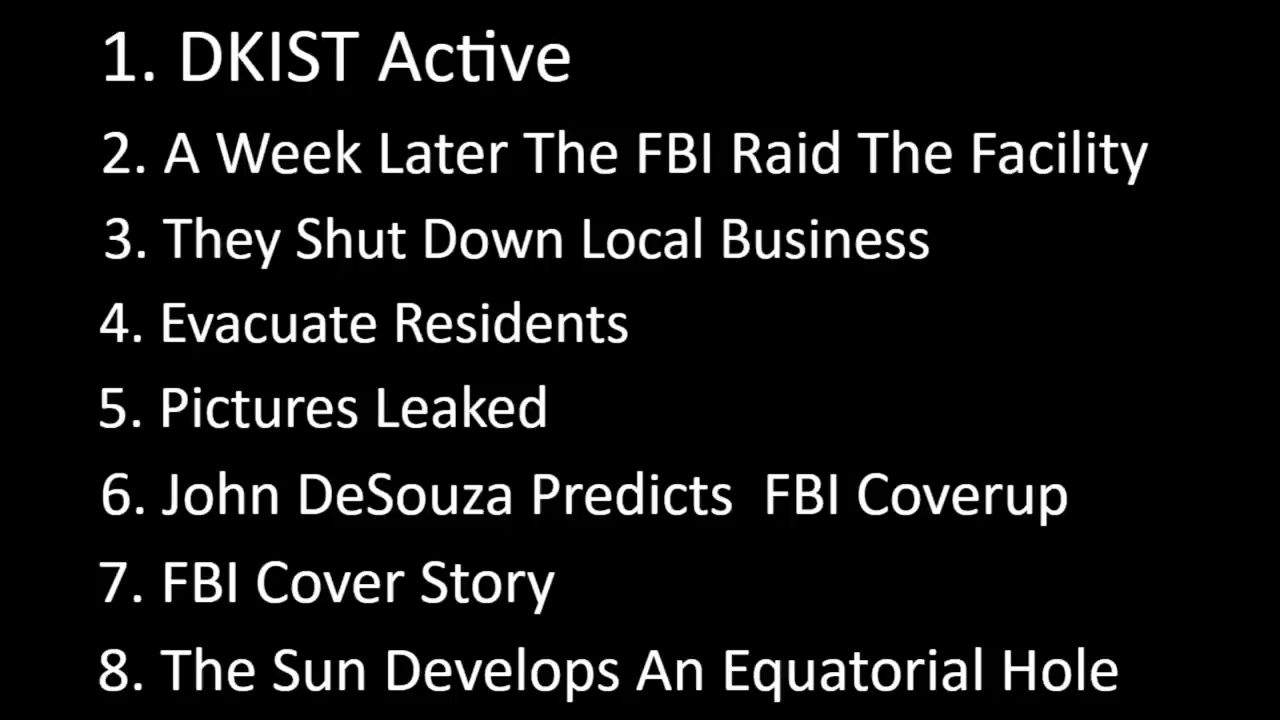 1. DKIST Active
2. A Week Later The FBI Raid The Facility
3. They Shut Down Local Business
4. Evacuate Residents
5. Pictures Leaked
6. John DeSouza Predicts  FBI Coverup
7. FBI Cover Story
8. The Sun Develops An Equatorial Hole